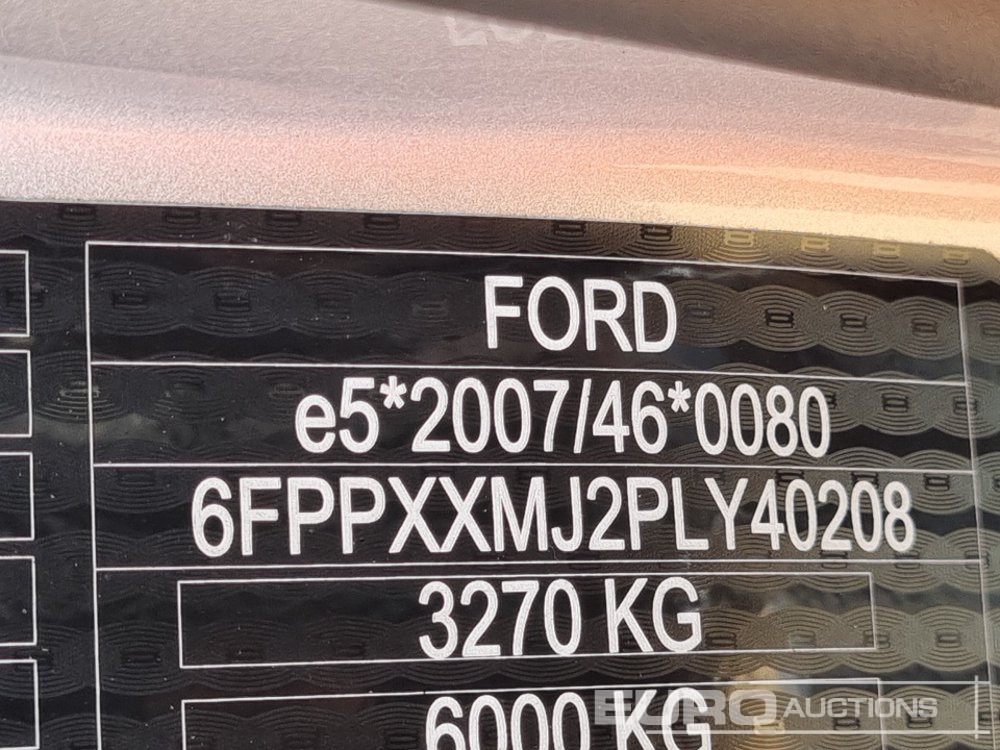 FORD
e5*2007/46*0080
6FPPXXMJ2PLY40208
3270 KG
6000 KG
EURO AUCTIONS